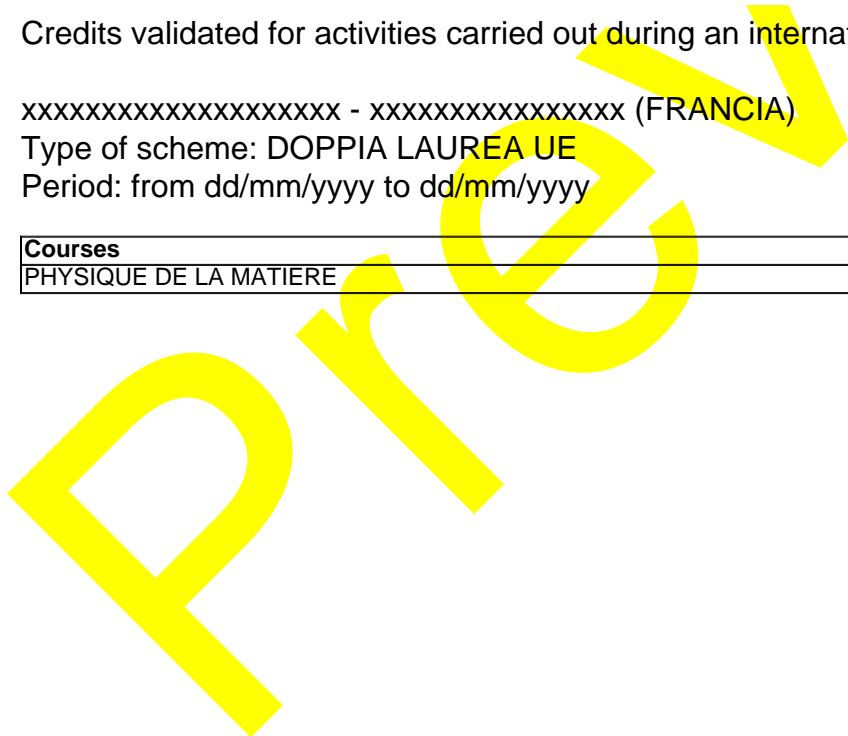 Credits validated for activities carried out during an internat
xxxxxxxxxxxxxxxxxxxx - xxxxxxxxxxxxxxxx (FRANCIA)
Type of scheme: DOPPIA LAUREA UE
Period: from dd/mm/yyyy to dd/mm/yyyy
Courses
PHYSIQUE DE LA MATIERE
Prev